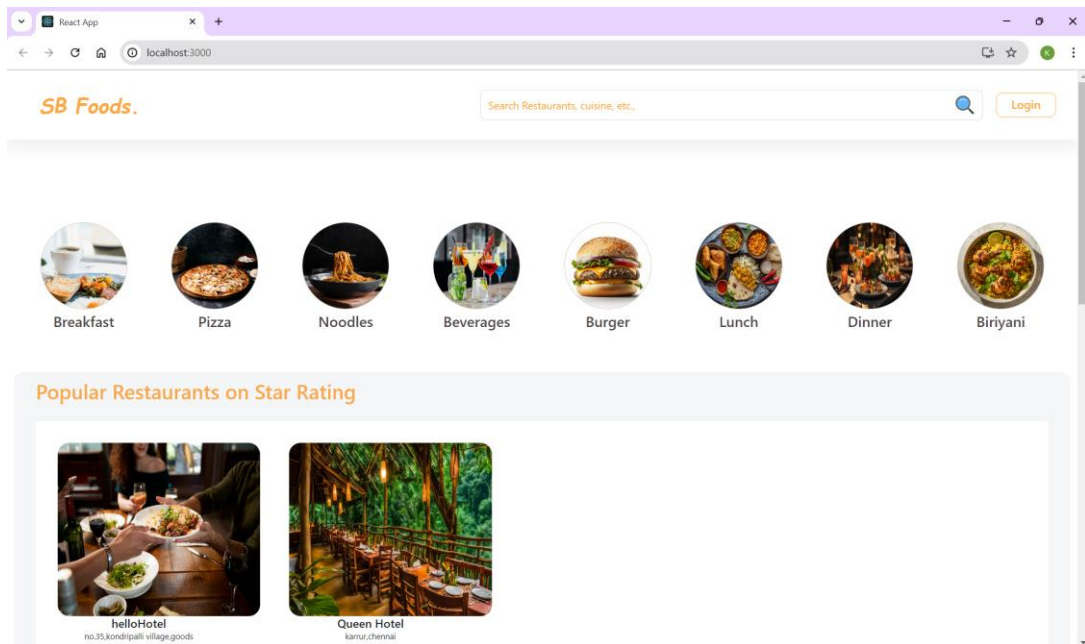 React App
localhost:3000
K
SB Foods.
Search Restaurants, cuisine, etc.,
Login
Breakfast
Pizza
Noodles
Beverages
Burger
Lunch
Dinner
Biriyani
Popular Restaurants on Star Rating
helloHotel
no.35,kondripalli village,goods
Queen Hotel
karrur,chennai